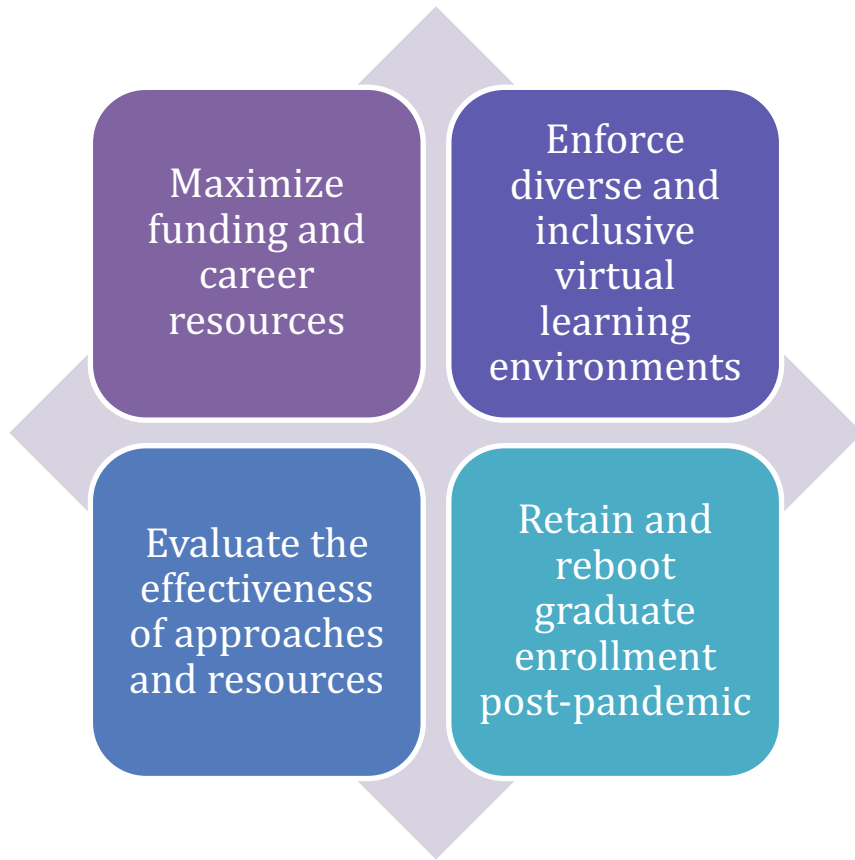 Maximize
funding and
career
resources
Enforce
diverse and
inclusive
virtual
learning
environments
Evaluate the
effectiveness
of approaches
and resources
Retain and
reboot
graduate
enrollment
post-pandemic